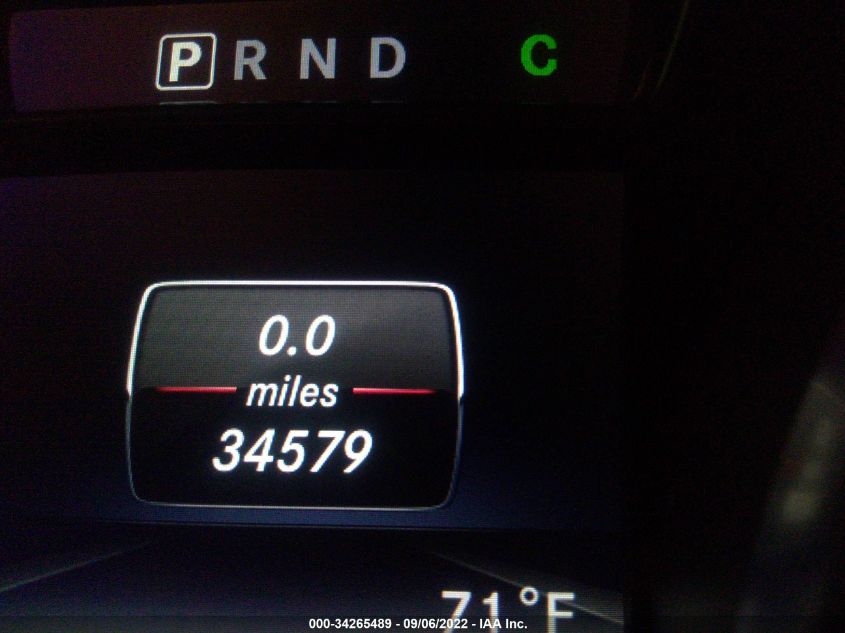 P R N D C
0.0
miles
34579
71°F
000-34265489 - 09/06/2022 - IAA Inc.